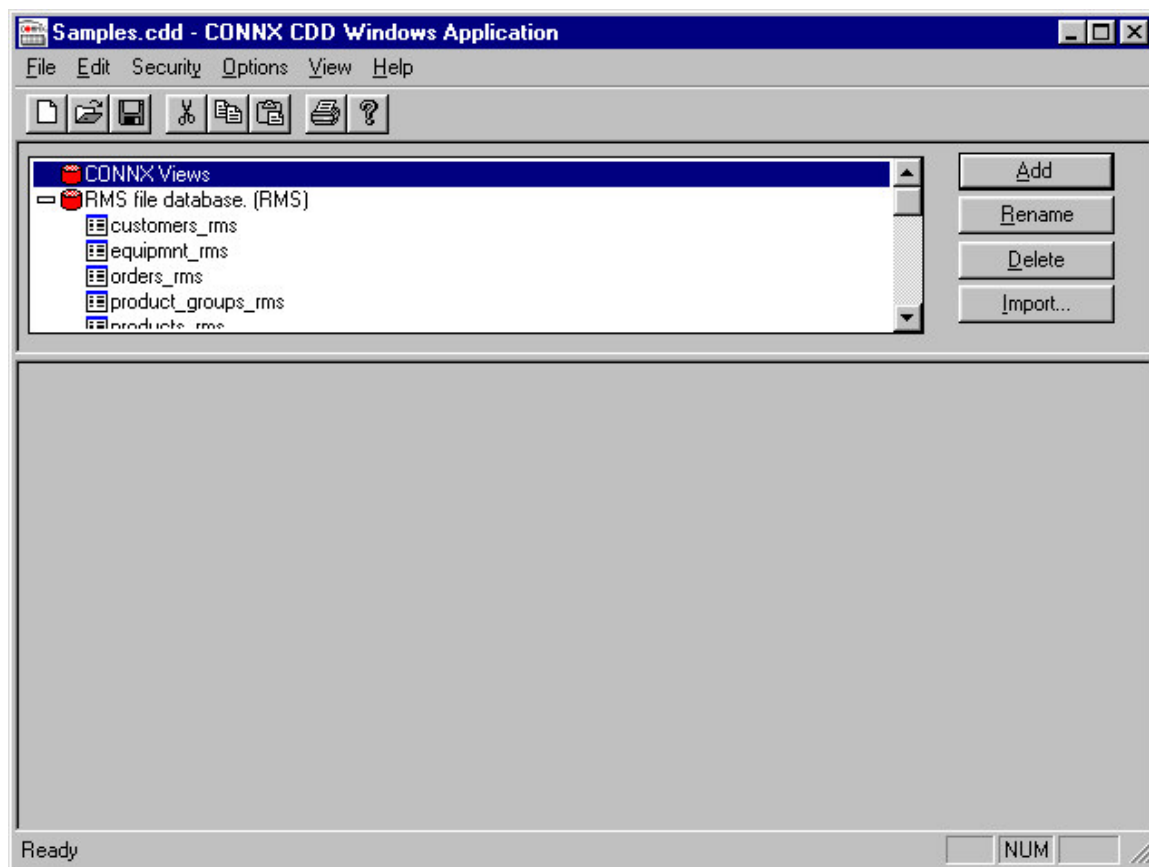 Samples.cdd - CONNX CDD Windows Application
File Edit Security Options View Help
CONNX Views
RMS file database. (RMS)
customers_rms
equipmnt_rms
orders_rms
product_groups_rms
products_rms
Add
Rename
Delete
Import...
Ready
NUM